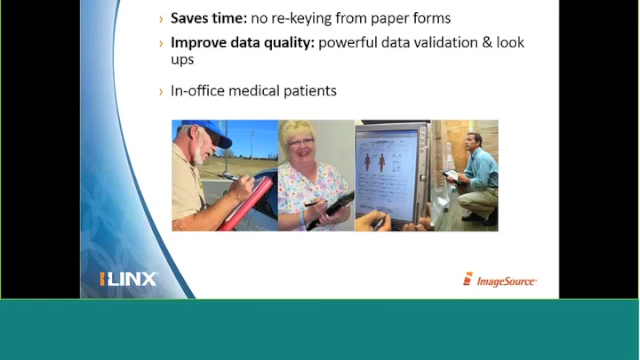 › Saves time: no re-keying from paper forms
› Improve data quality: powerful data validation & look
ups
› In-office medical patients
ILINX
ImageSource